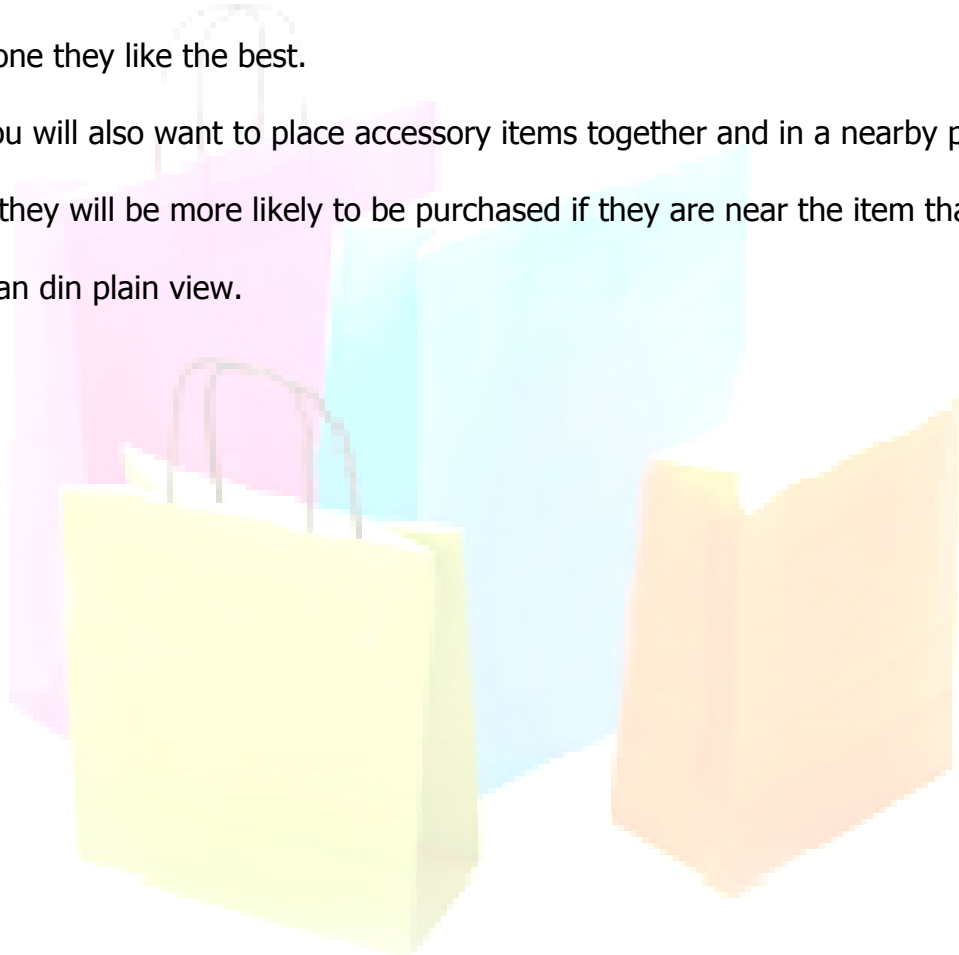 one they like the best.
ou will also want to place accessory items together and in a nearby p
they will be more likely to be purchased if they are near the item tha
an din plain view.